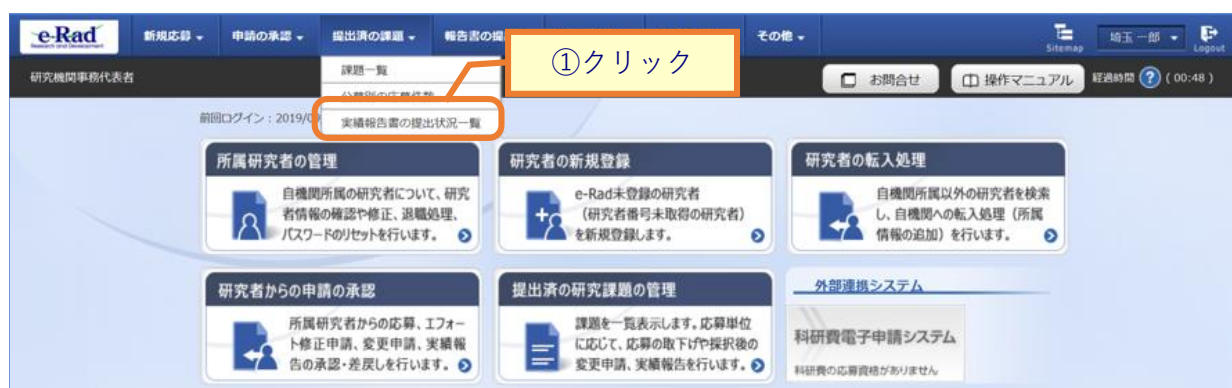 e-Rad
Research and Development
新規応募
申請の承認
提出済の課題
報告書の提
その他
Sitemap
埼玉 一郎
Logout
①クリック
研究機関事務代表者
課題一覧
公募別の応募件数
実績報告書の提出状況一覧
お問合せ
操作マニュアル
経過時間 ? ( 00:48 )
前回ログイン：2019/0
所属研究者の管理
自機関所属の研究者について、研究
者情報の確認や修正、退職処理、
パスワードのリセットを行います。
研究者の新規登録
e-Rad未登録の研究者
（研究者番号未取得の研究者）
を新規登録します。
研究者の転入処理
自機関所属以外の研究者を検索
し、自機関への転入処理（所属
情報の追加）を行います。
研究者からの申請の承認
所属研究者からの応募、エフォー
ト修正申請、変更申請、実績報
告の承認・差戻しを行います。
提出済の研究課題の管理
課題を一覧表示します。応募単位
に応じて、応募の取下げや採択後の
変更申請、実績報告を行います。
外部連携システム
科研費電子申請システム
科研費の応募資格がありません